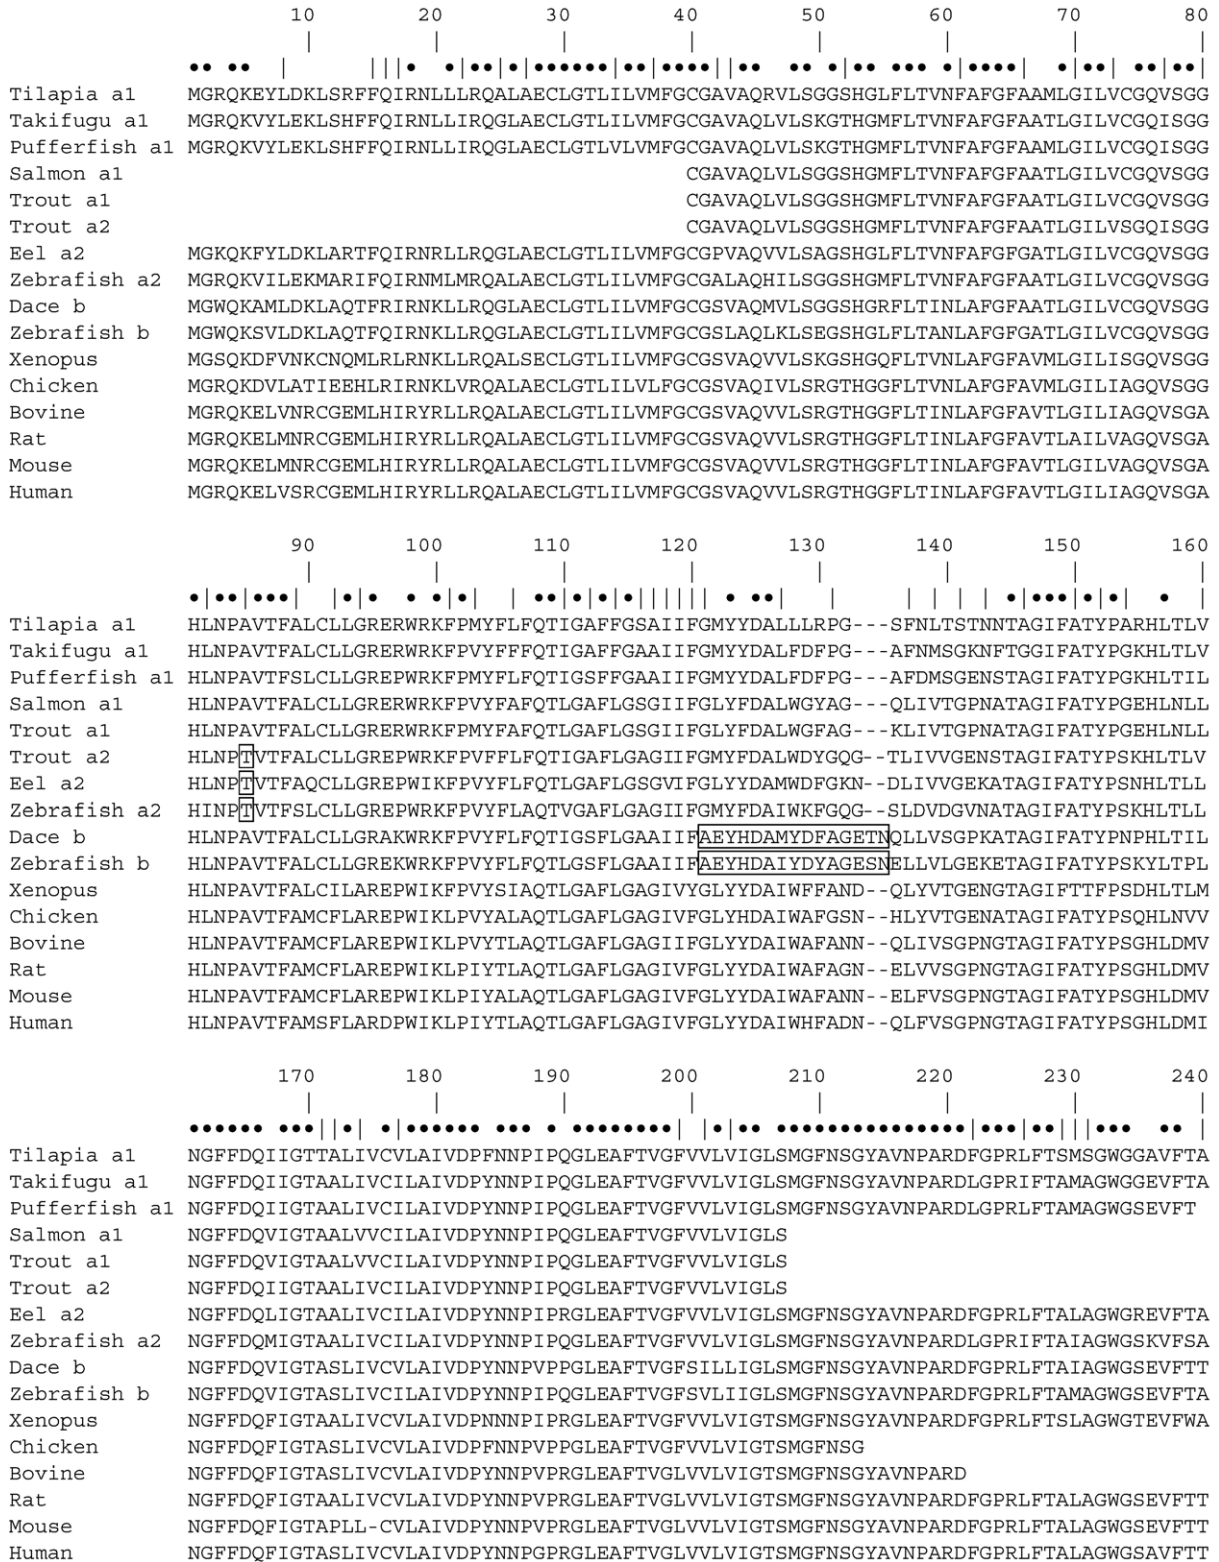 10 20 30 40 50 60 70 80
Tilapia a1 MGRQKEYLDKLSRFFQIRNLLLRQALAECLGTLILVMFGCGAVAQRVLSGGSHGLFLTVNFAFGFAAMLGILVCGQVSGG
Takifugu a1 MGRQKVYLEKLSHFFQIRNLLIRQGLAECLGTLILVMFGCGAVAQLVLSKGTHGMFLTVNFAFGFAATLGILVCGQISGG
Pufferfish a1 MGRQKVYLEKLSHFFQIRNLLIRQGLAECLGTLVLVMFGCGAVAQLVLSKGTHGMFLTVNFAFGFAAMLGILVCGQISGG
Salmon a1 CGAVAQLVLSGGSHGMFLTVNFAFGFAATLGILVCGQVSGG
Trout a1 CGAVAQLVLSGGSHGMFLTVNFAFGFAATLGILVCGQVSGG
Trout a2 CGAVAQLVLSGGSHGMFLTVNFAFGFAATLGILVSGQISGG
Eel a2 MGKQKFYLDKLARTFQIRNRLLRQGLAECLGTLILVMFGCGPVAQVVLSAGSHGLFLTVNFAFGFGATLGILVCGQVSGG
Zebrafish a2 MGRQKVILEKMARIFQIRNMLMRQALAECLGTLILVMFGCGALAQHILSGGSHGMFLTVNFAFGFAATLGILVCGQVSGG
Dace b MGWQKAMLDKLAQTFRIRNKLLRQGLAECLGTLILVMFGCGSVAQMVLSGGSHGRFLTINLAFGFAATLGILVCGQVSGG
Zebrafish b MGWQKSVLDKLAQTFQIRNKLLRQGLAECLGTLILVMFGCGSLAQLKLSEGSHGLFLTANLAFGFGATLGILVCGQVSGG
Xenopus MGSQKDFVNKCNQMLRLRNKLLRQALSECLGTLILVMFGCGSVAQVVLSKGSHGQFLTVNLAFGFAVMLGILISGQVSGG
Chicken MGRQKDVLATIEEHLRIRNKLVRQALAECLGTLILVLFGCGSVAQIVLSRGTHGGFLTVNLAFGFAVMLGILIAGQVSGG
Bovine MGRQKELVNRCGEMLHIRYRLLRQALAECLGTLILVMFGCGSVAQVVLSRGTHGGFLTINLAFGFAVTLGILIAGQVSGA
Rat MGRQKELMNRCGEMLHIRYRLLRQALAECLGTLILVMFGCGSVAQVVLSRGTHGGFLTINLAFGFAVTLAILVAGQVSGA
Mouse MGRQKELMNRCGEMLHIRYRLLRQALAECLGTLILVMFGCGSVAQVVLSRGTHGGFLTINLAFGFAVTLGILVAGQVSGA
Human MGRQKELVSRCGEMLHIRYRLLRQALAECLGTLILVMFGCGSVAQVVLSRGTHGGFLTINLAFGFAVTLGILIAGQVSGA
90 100 110 120 130 140 150 160
Tilapia a1 HLNPAVTFALCLLGRERWRKFPMYFLFQTIGAFFGSAIIFGMYYDALLLRPG---SFNLTSTNNTAGIFATYPARHLTLV
Takifugu a1 HLNPAVTFALCLLGRERWRKFPVYFFFQTIGAFFGAAIIFGMYYDALFDFPG---AFNMSGKNFTGGIFATYPGKHLTLV
Pufferfish a1 HLNPAVTFSLCLLGRERWRKFPMYFLFQTIGSFFGAAIIFGMYYDALFDFPG---AFDMSGENSTAGIFATYPGKHLTIL
Salmon a1 HLNPAVTFALCLLGRERWRKFPMYFAFQTLGAFLGSGIIFGLYFDALWGYAG---QLIVTGPNATAGIFATYPGEHLNLL
Trout a1 HLNPAVTFALCLLGRERWRKFPMYFAFQTLGAFLGSGIIFGLYKDALWGFAG---QLIVTGPNATAGIFATYPGEHLNLL
Trout a2 HLNPTVTFALCLLGREPWRKFPVFFLFQTIGAFLGAGIIFGMYFDALWDYGQG--TLIVVGENSTAGIFATYPSKHLTLV
Eel a2 HLNPTVTFAQCLLGREPWIKFPVYFLFQTLGAFLGSGVIFGLYYDAMWDFGKN--DLIVVGEKATAGIFATYPSNHLTLL
Zebrafish a2 HINPTVTFSLCLLGREPWRKFPVYFLAQTVGAFLGAGIIFGMYFDAIWKFGQG--SLDVDGVNATAGIFATYPSKHLTLL
Dace b HLNPAVTFALCLLGRAKWRKFPVYFLFQTIGSFLGAAIIFAEYHDAMYDFAGETNQLLVSGPKATAGIFATYPNPHLTIL
Zebrafish b HLNPAVTFALCLLGREKWRKFPVYFLFQTLGSFLGAAIIFAEYHDAIYDYAGESNELLVLGEKETAGIFATYPSKYLTPL
Xenopus HLNPAVTFALCILAREPWIKFPVYSIAQTLGAFLGAGIVYGLYYDAIWFFAND--QLYVTGENGTAGIFTTFPSDHLTLM
Chicken HLNPAVTFAMCFLAREPWIKLPVYALAQTLGAFLGAGIVFGLYHDAIWAFGSN--HLYVTGENATAGIFATYPSQHLNVV
Bovine HLNPAVTFAMCFLAREPWIKLPVYTLAQTLGAFLGAGIIFGLYYDAIWAFANN--QLIVSGPNGTAGIFATYPSGHLDMV
Rat HLNPAVTFAMCFLAREPWIKLPIYTLAQTLGAFLGAGIVFGLYYDAIWAFAGN--ELVVSGPNGTAGIFATYPSGHLDMV
Mouse HLNPAVTFAMCFLAREPWIKLPIYALAQTLGAFLGAGIVFGLYYDAIWAFANN--ELFVSGPNGTAGIFATYPSGHLDMV
Human HLNPAVTFAMSFLARDPWIKLPIYTLAQTLGAFLGAGIVFGLYYDAIWHFADN--QLFVSGPNGTAGIFATYPSGHLDMI
170 180 190 200 210 220 230 240
Tilapia a1 NGFFDQIIGTTALIVCVLAIVDPFNNPIPQGLEAFTVGFVVLVIGLSMGFNSGYAVNPARDFGPRLFTSMSGWGGAVFTA
Takifugu a1 NGFFDQIIGTAALIVCILAIVDPYNNPIPQGLEAFTVGFVVLVIGLSMGFNSGYAVNPARDLGPRIFTAMAGWGGEVFTA
Pufferfish a1 NGFFDQIIGTAALIVCILAIVDPYNNPIPQGLEAFTVGFVVLVIGLSMGFNSGYAVNPARDLGPRLFTAMAGWGSEVFT
Salmon a1 NGFFDQVIGTAALVVCILAIVDPYNNPIPQGLEAFTVGFVVLVIGLS
Trout a1 NGFFDQVIGTAALVVCILAIVDPYNNPIPQGLEAFTVGFVVLVIGLS
Trout a2 NGFFDQIIGTAALIVCILAIVDPYNNPIPQGLEAFTVGFVVLVIGLS
Eel a2 NGFFDQLIGTAALIVCILAIVDPYNNPIPRGLEAFTVGFVVLVIGLSMGFNSGYAVNPARDFGPRLFTALAGWGREVFTA
Zebrafish a2 NGFFDQMIGTAALIVCILAIVDPYNNPIPQGLEAFTVGFVVLVIGLSMGFNSGYAVNPARDLGPRIFTAIAGWGSKVFSA
Dace b NGFFDQVIGTASLIVCVLAIVDPYNNPVPPGLEAFTVGFSILLIGLSMGFNSGYAVNPARDFGPRLFTAIAGWGSEVFTT
Zebrafish b NGFFDQVIGTASLIVCILAIVDPYNNPIPQGLEAFTVGFSVLIIGLSMGFNSGYAVNPARDFGPRLFTAMAGWGSEVFTA
Xenopus NGFFDQFIGTAALIVCVLAIVDPNNNPIPRGLEAFTVGFVVLVIGTSMGFNSGYAVNPARDFGPRLFTSLAGWGTEVFWA
Chicken NGFFDQFIGTASLIVCVLAIVDPFNNPVPPGLEAFTVGFVVLVIGTSMGFNSG
Bovine NGFFDQFIGTASLIVCVLAIVDPYNNPVPRGLEAFTVGLVVLVIGTSMGFNSGYAVNPARD
Rat NGFFDQFIGTAALIVCVLAIVDPYNNPVPRGLEAFTVGLVVLVIGTSMGFNSGYAVNPARDFGPRLFTALAGWGSEVFTT
Mouse NGFFDQFIGTAPLL-CVLAIVDPYNNPVPRGLEAFTVGLVVLVIGTSMGFNSGYAVNPARDFGPRLFTALAGWGSEVFTT
Human NGFFDQFIGTASLIVCVLAIVDPYNNPGPRGLEAFTVGLVVLVIGTSMGFNSGYAVNPARDFGPRLFTALAGWGSAVFTT